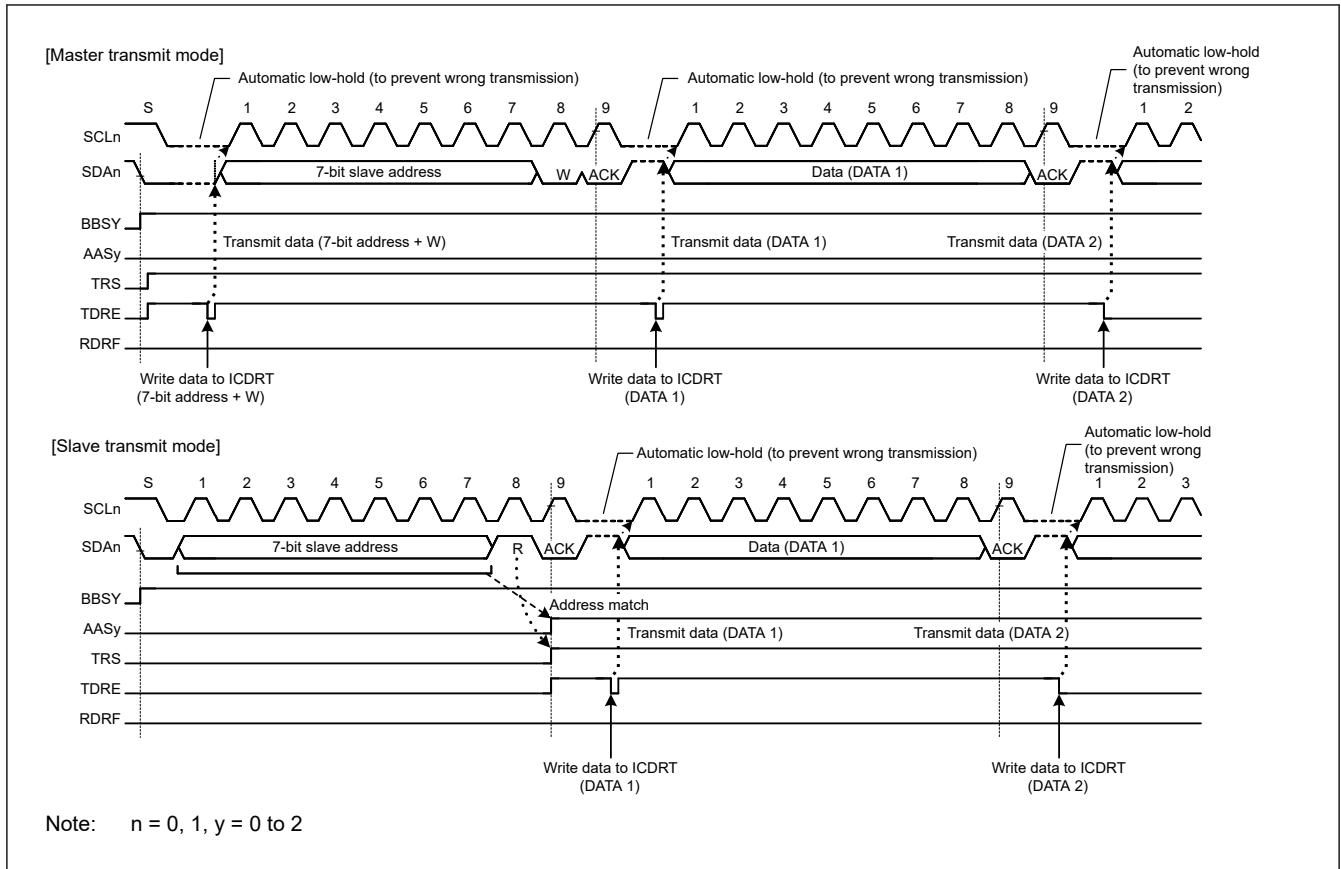 [Master transmit mode]
Automatic low-hold (to prevent wrong transmission)
Automatic low-hold (to prevent wrong transmission)
Automatic low-hold
(to prevent wrong
transmission)
S 1 2 3 4 5 6 7 8 9 1 2 3 4 5 6 7 8 9 1 2
SCLn
SDAn 7-bit slave address W ACK Data (DATA 1) ACK
BBSY
Transmit data (7-bit address + W) Transmit data (DATA 1) Transmit data (DATA 2)
AASy
TRS
TDRE
RDRF
Write data to ICDRT
(7-bit address + W)
Write data to ICDRT
(DATA 1)
Write data to ICDRT
(DATA 2)
[Slave transmit mode]
Automatic low-hold (to prevent wrong transmission)
Automatic low-hold
(to prevent wrong
transmission)
S 1 2 3 4 5 6 7 8 9 1 2 3 4 5 6 7 8 9 1 2 3
SCLn
SDAn 7-bit slave address R ACK Data (DATA 1) ACK
BBSY
Address match
AASy
Transmit data (DATA 1) Transmit data (DATA 2)
TRS
TDRE
RDRF
Write data to ICDRT
(DATA 1)
Write data to ICDRT
(DATA 2)
Note: n = 0, 1, y = 0 to 2